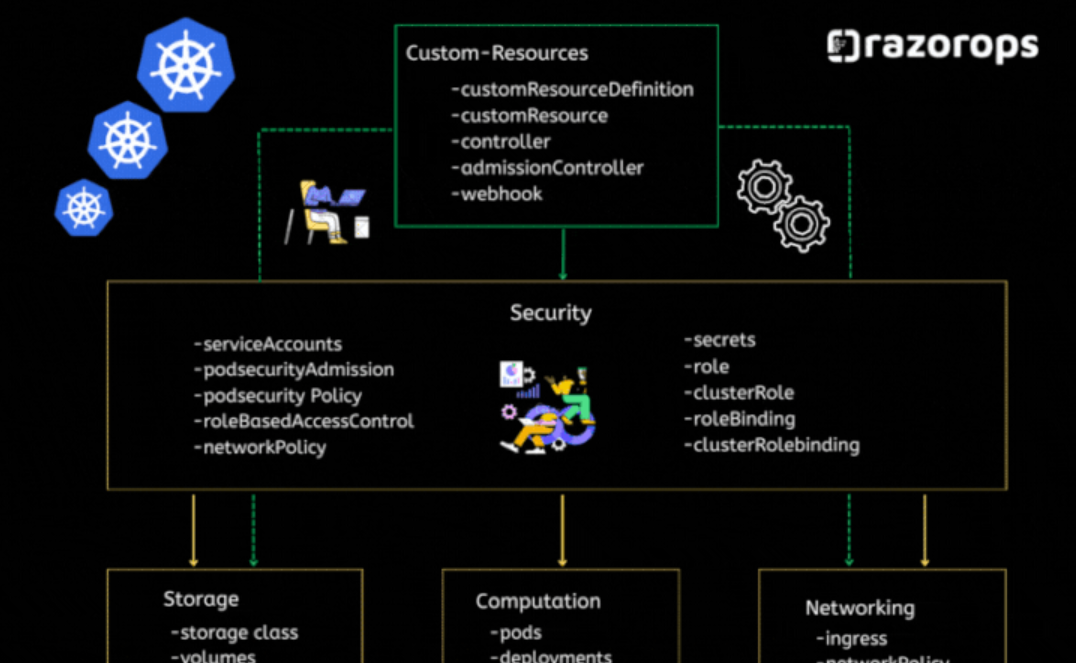 razorops
Custom-Resources
-customResourceDefinition
-customResource
-controller
-admissionController
-webhook
Security
-serviceAccounts
-podsecurityAdmission
-podsecurity Policy
-roleBasedAccessControl
-networkPolicy
-secrets
-role
-clusterRole
-roleBinding
-clusterRolebinding
Storage
-storage class
-volumes
Computation
-pods
-deployments
Networking
-ingress
-networkPolicy